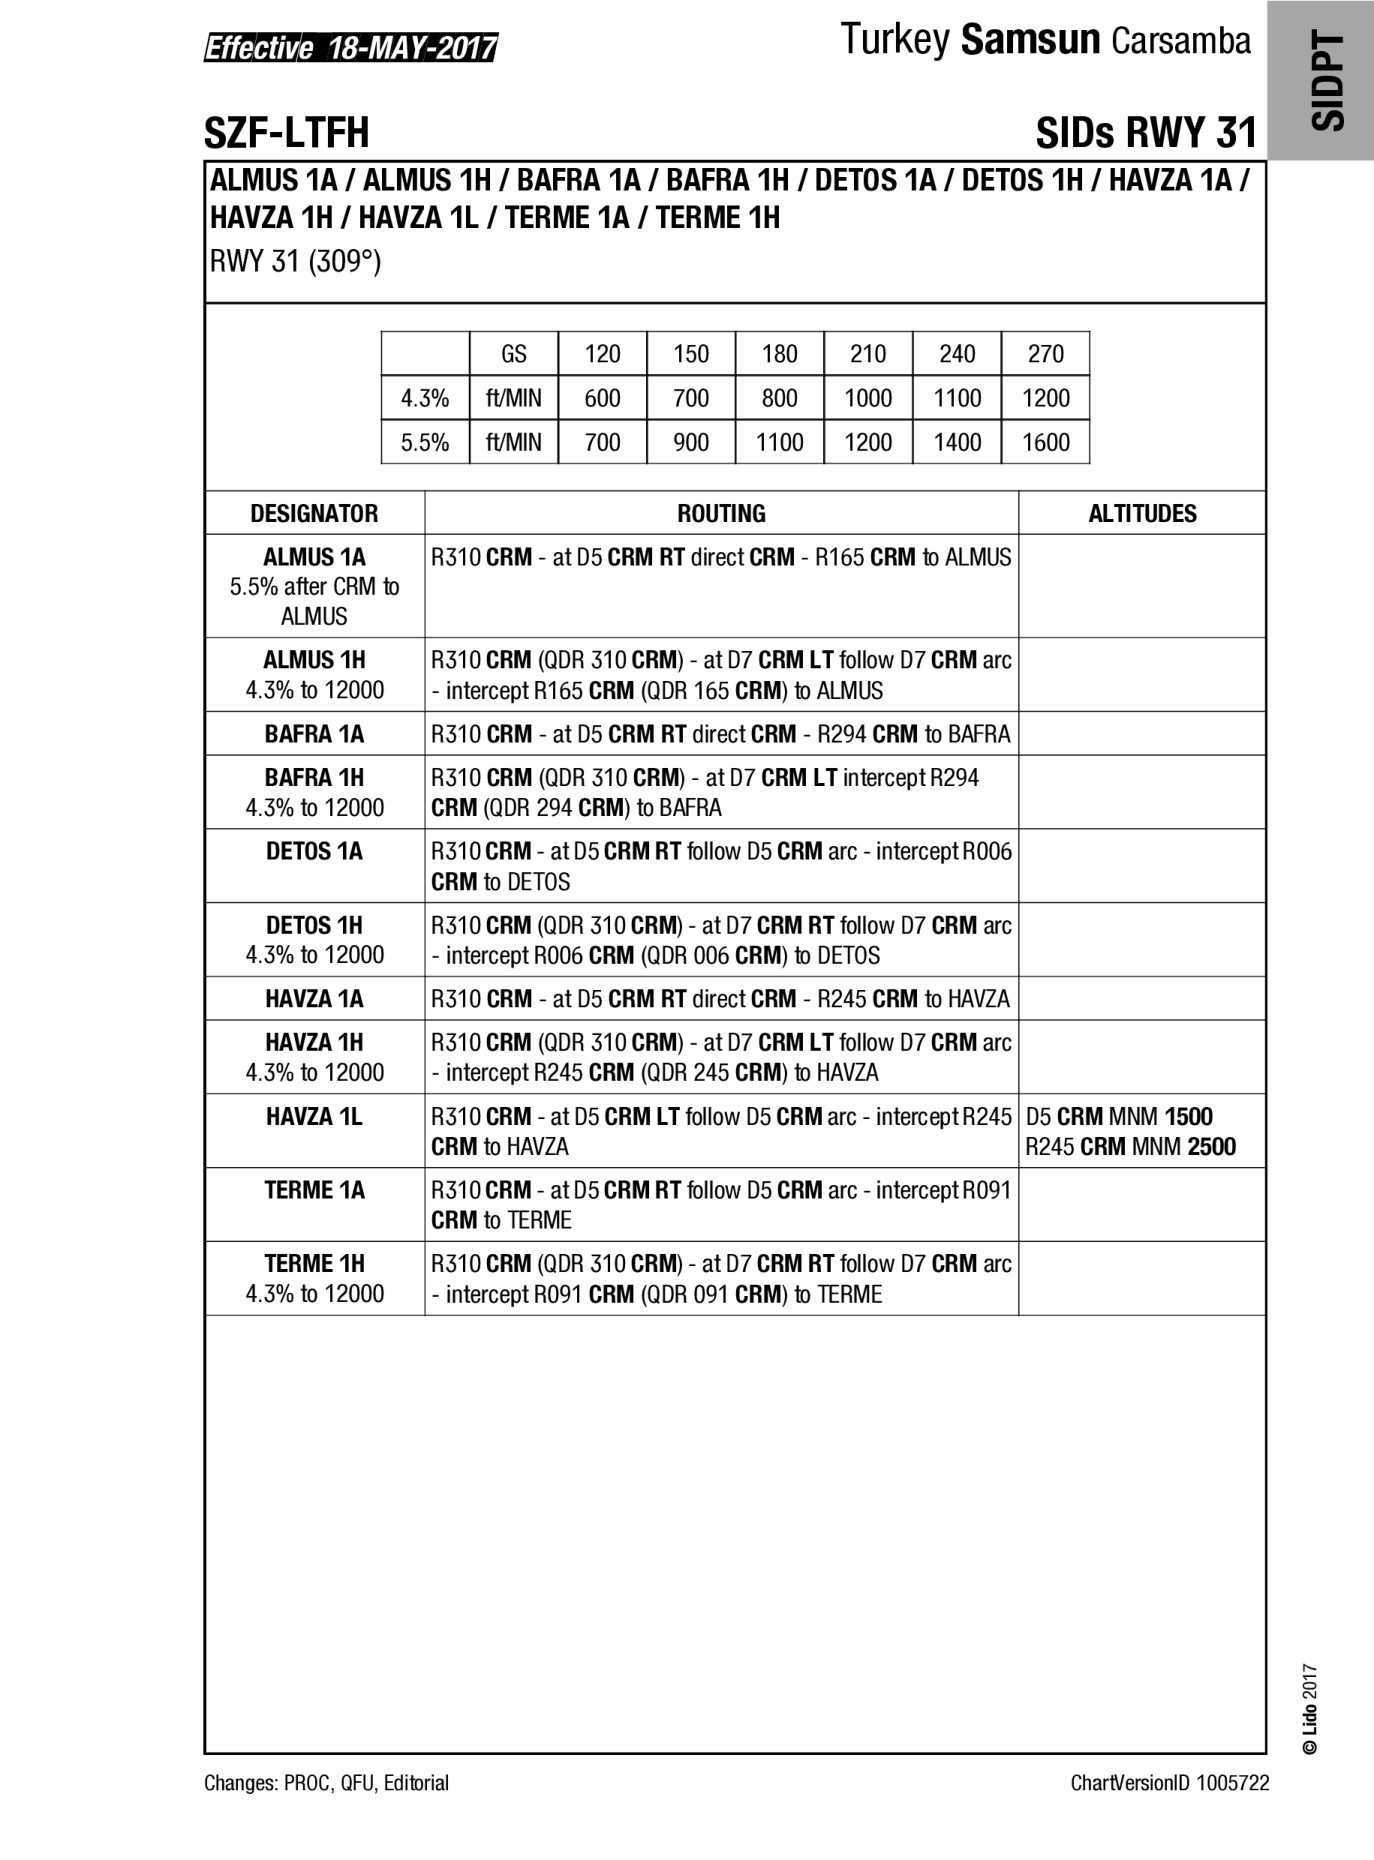 Effective 18-MAY-2017
Turkey Samsun Carsamba
SIDPT
SZF-LTFH
SIDs RWY 31
ALMUS 1A / ALMUS 1H / BAFRA 1A / BAFRA 1H / DETOS 1A / DETOS 1H / HAVZA 1A /
HAVZA 1H / HAVZA 1L / TERME 1A / TERME 1H
RWY 31 (309°)
GS 120 150 180 210 240 270
4.3% ft/MIN 600 700 800 1000 1100 1200
5.5% ft/MIN 700 900 1100 1200 1400 1600
DESIGNATOR ROUTING ALTITUDES
ALMUS 1A
5.5% after CRM to
ALMUS
R310 CRM - at D5 CRM RT direct CRM - R165 CRM to ALMUS
ALMUS 1H
4.3% to 12000
R310 CRM (QDR 310 CRM) - at D7 CRM LT follow D7 CRM arc
- intercept R165 CRM (QDR 165 CRM) to ALMUS
BAFRA 1A
R310 CRM - at D5 CRM RT direct CRM - R294 CRM to BAFRA
BAFRA 1H
4.3% to 12000
R310 CRM (QDR 310 CRM) - at D7 CRM LT intercept R294
CRM (QDR 294 CRM) to BAFRA
DETOS 1A
R310 CRM - at D5 CRM RT follow D5 CRM arc - intercept R006
CRM to DETOS
DETOS 1H
4.3% to 12000
R310 CRM (QDR 310 CRM) - at D7 CRM RT follow D7 CRM arc
- intercept R006 CRM (QDR 006 CRM) to DETOS
HAVZA 1A
R310 CRM - at D5 CRM RT direct CRM - R245 CRM to HAVZA
HAVZA 1H
4.3% to 12000
R310 CRM (QDR 310 CRM) - at D7 CRM LT follow D7 CRM arc
- intercept R245 CRM (QDR 245 CRM) to HAVZA
HAVZA 1L
R310 CRM - at D5 CRM LT follow D5 CRM arc - intercept R245
CRM to HAVZA
D5 CRM MNM 1500
R245 CRM MNM 2500
TERME 1A
R310 CRM - at D5 CRM RT follow D5 CRM arc - intercept R091
CRM to TERME
TERME 1H
4.3% to 12000
R310 CRM (QDR 310 CRM) - at D7 CRM RT follow D7 CRM arc
- intercept R091 CRM (QDR 091 CRM) to TERME
© Lido 2017
Changes: PROC, QFU, Editorial
ChartVersionID 1005722